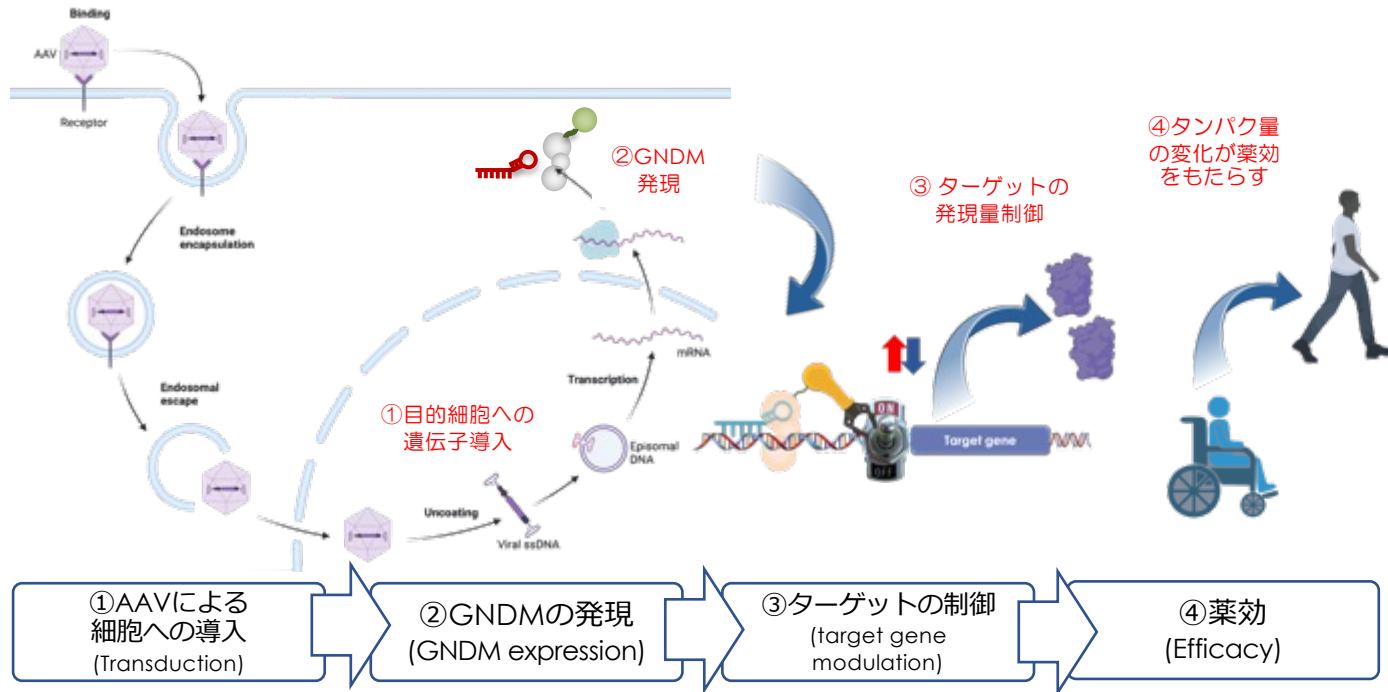 Binding
AAV
Receptor
Endosome
encapsulation
Endosomal
escape
Uncoating
Viral ssDNA
Episomal
DNA
Transcription
mRNA
①目的細胞への
遺伝子導入
②GNDM
発現
③ ターゲットの
発現量制御
ON
OFF
Target gene
④タンパク量
の変化が薬効
をもたらす
①AAVによる
細胞への導入
(Transduction)
②GNDMの発現
(GNDM expression)
③ターゲットの制御
(target gene
modulation)
④薬効
(Efficacy)